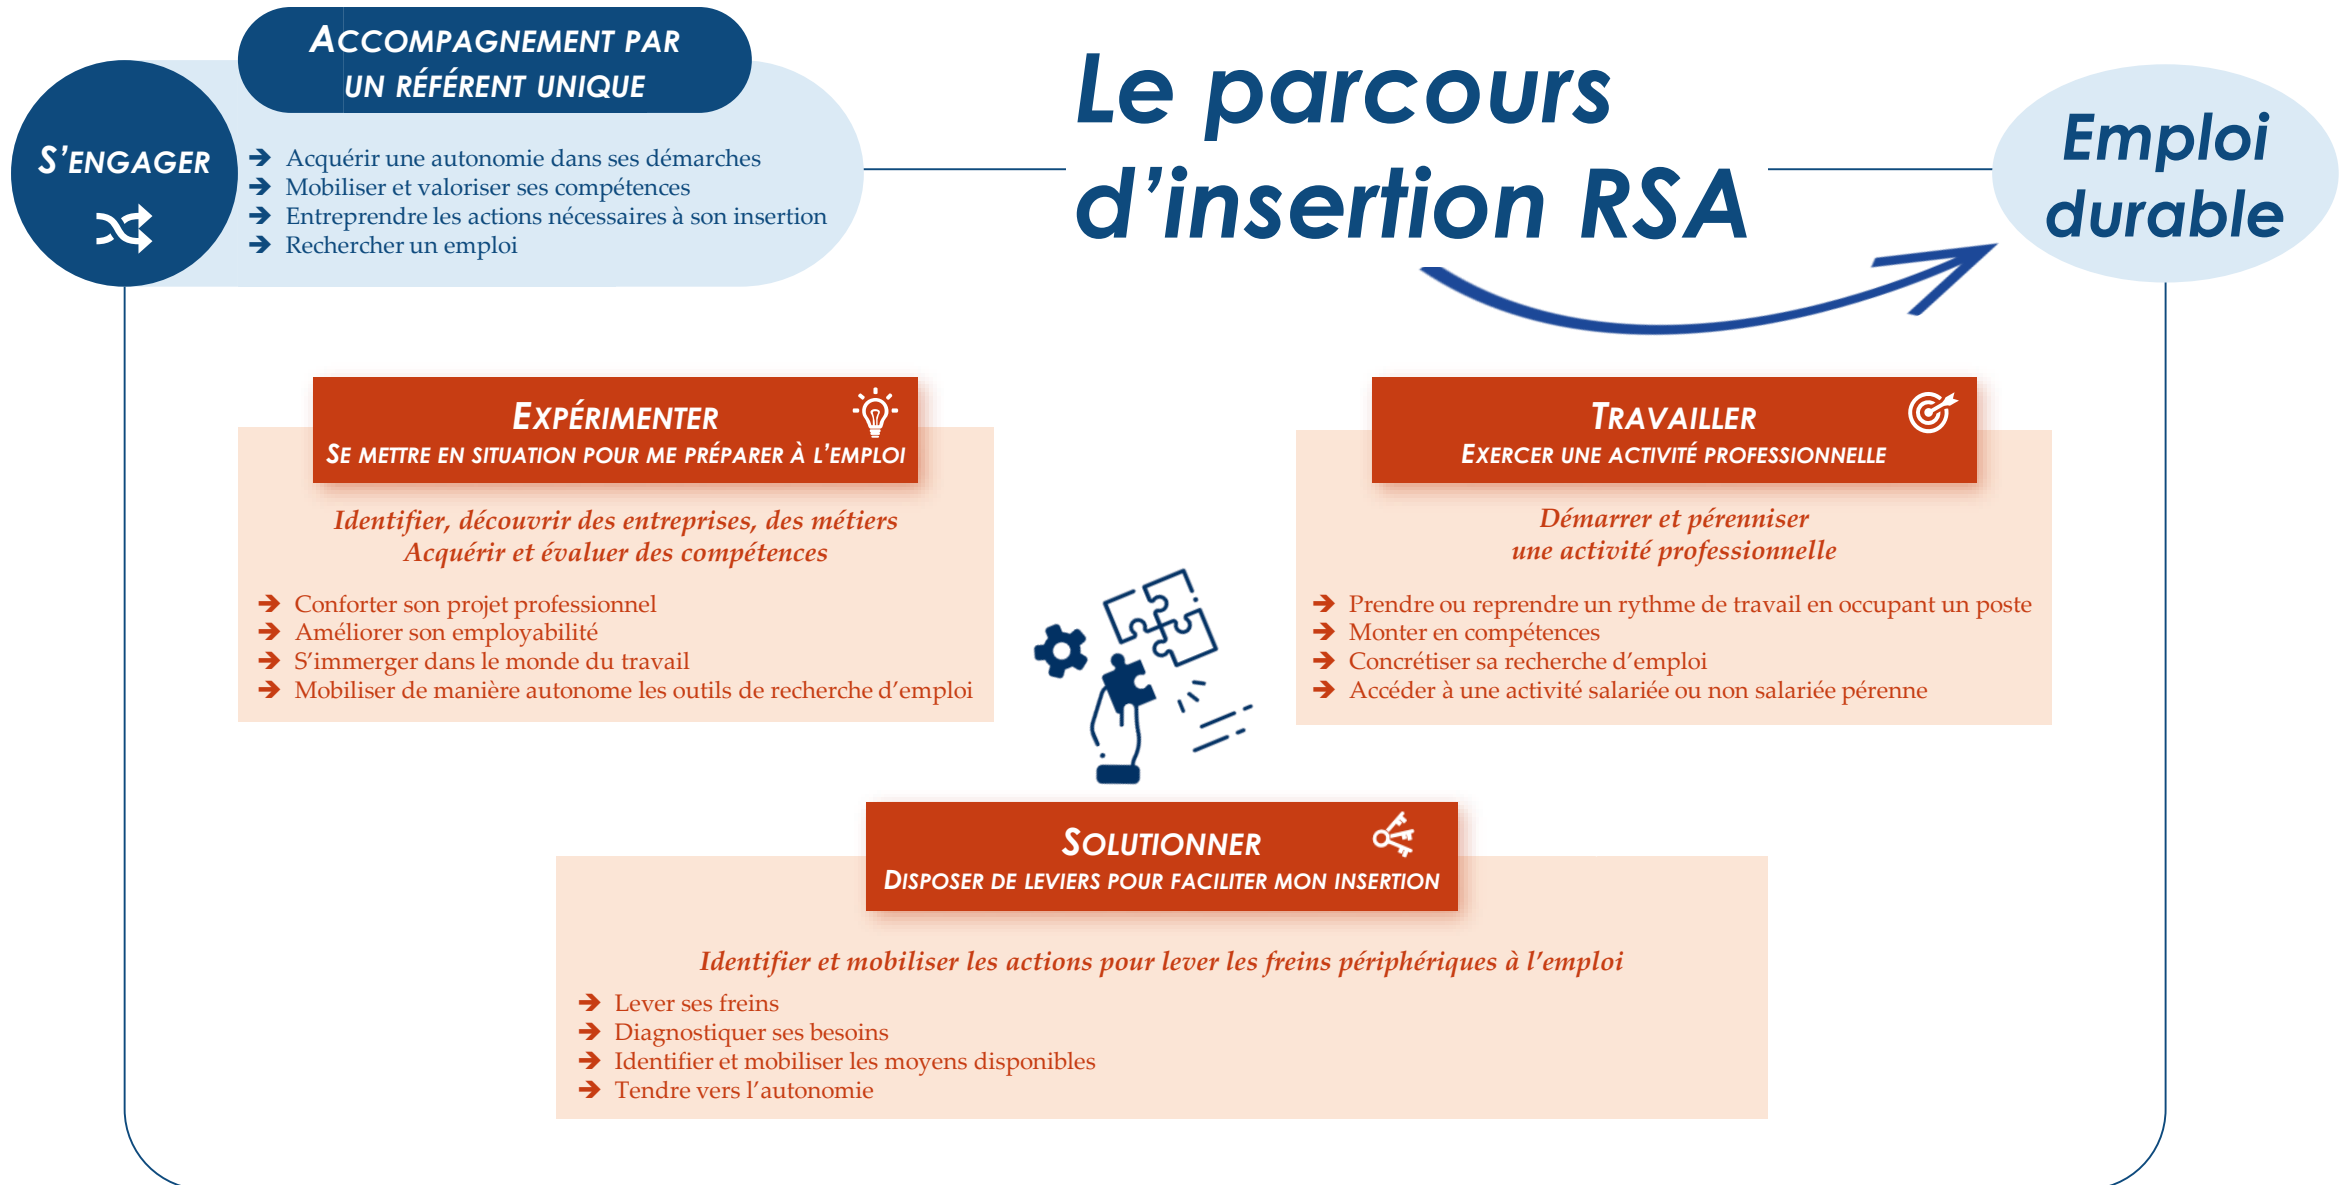 ACCOMPAGNEMENT PAR
UN RÉFÉRENT UNIQUE
S'ENGAGER
➔ Acquérir une autonomie dans ses démarches
➔ Mobiliser et valoriser ses compétences
➔ Entreprendre les actions nécessaires à son insertion
➔ Rechercher un emploi
Le parcours
d'insertion RSA
Emploi
durable
EXPÉRIMENTER
SE METTRE EN SITUATION POUR ME PRÉPARER À L'EMPLOI
Identifier, découvrir des entreprises, des métiers
Acquérir et évaluer des compétences
➔ Conforter son projet professionnel
➔ Améliorer son employabilité
➔ S'immerger dans le monde du travail
➔ Mobiliser de manière autonome les outils de recherche d'emploi
TRAVAILLER
EXERCER UNE ACTIVITÉ PROFESSIONNELLE
Démarrer et pérenniser
une activité professionnelle
➔ Prendre ou reprendre un rythme de travail en occupant un poste
➔ Monter en compétences
➔ Concrétiser sa recherche d'emploi
➔ Accéder à une activité salariée ou non salariée pérenne
SOLUTIONNER
DISPOSER DE LEVIERS POUR FACILITER MON INSERTION
Identifier et mobiliser les actions pour lever les freins périphériques à l'emploi
➔ Lever ses freins
➔ Diagnostiquer ses besoins
➔ Identifier et mobiliser les moyens disponibles
➔ Tendre vers l'autonomie